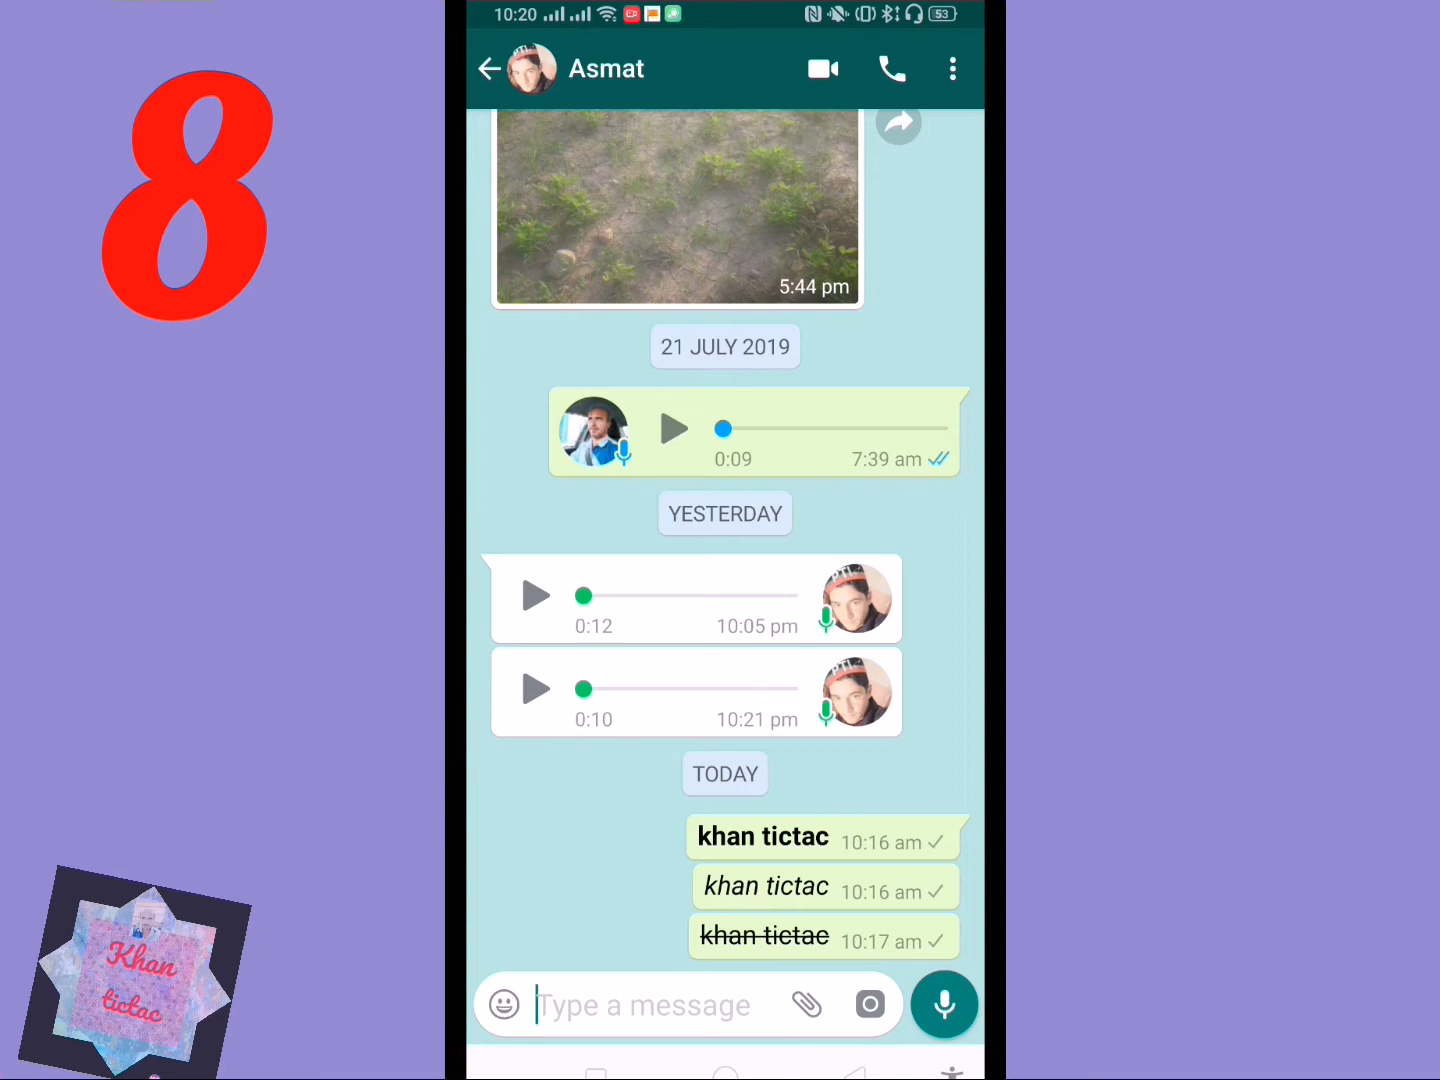 8
10:20
53
Asmat
5:44 pm
21 JULY 2019
0:09 7:39 am
YESTERDAY
0:12 10:05 pm
0:10 10:21 pm
TODAY
khan tictac 10:16 am
khan tictac 10:16 am
khan tictac 10:17 am
Type a message
Khan
tictac